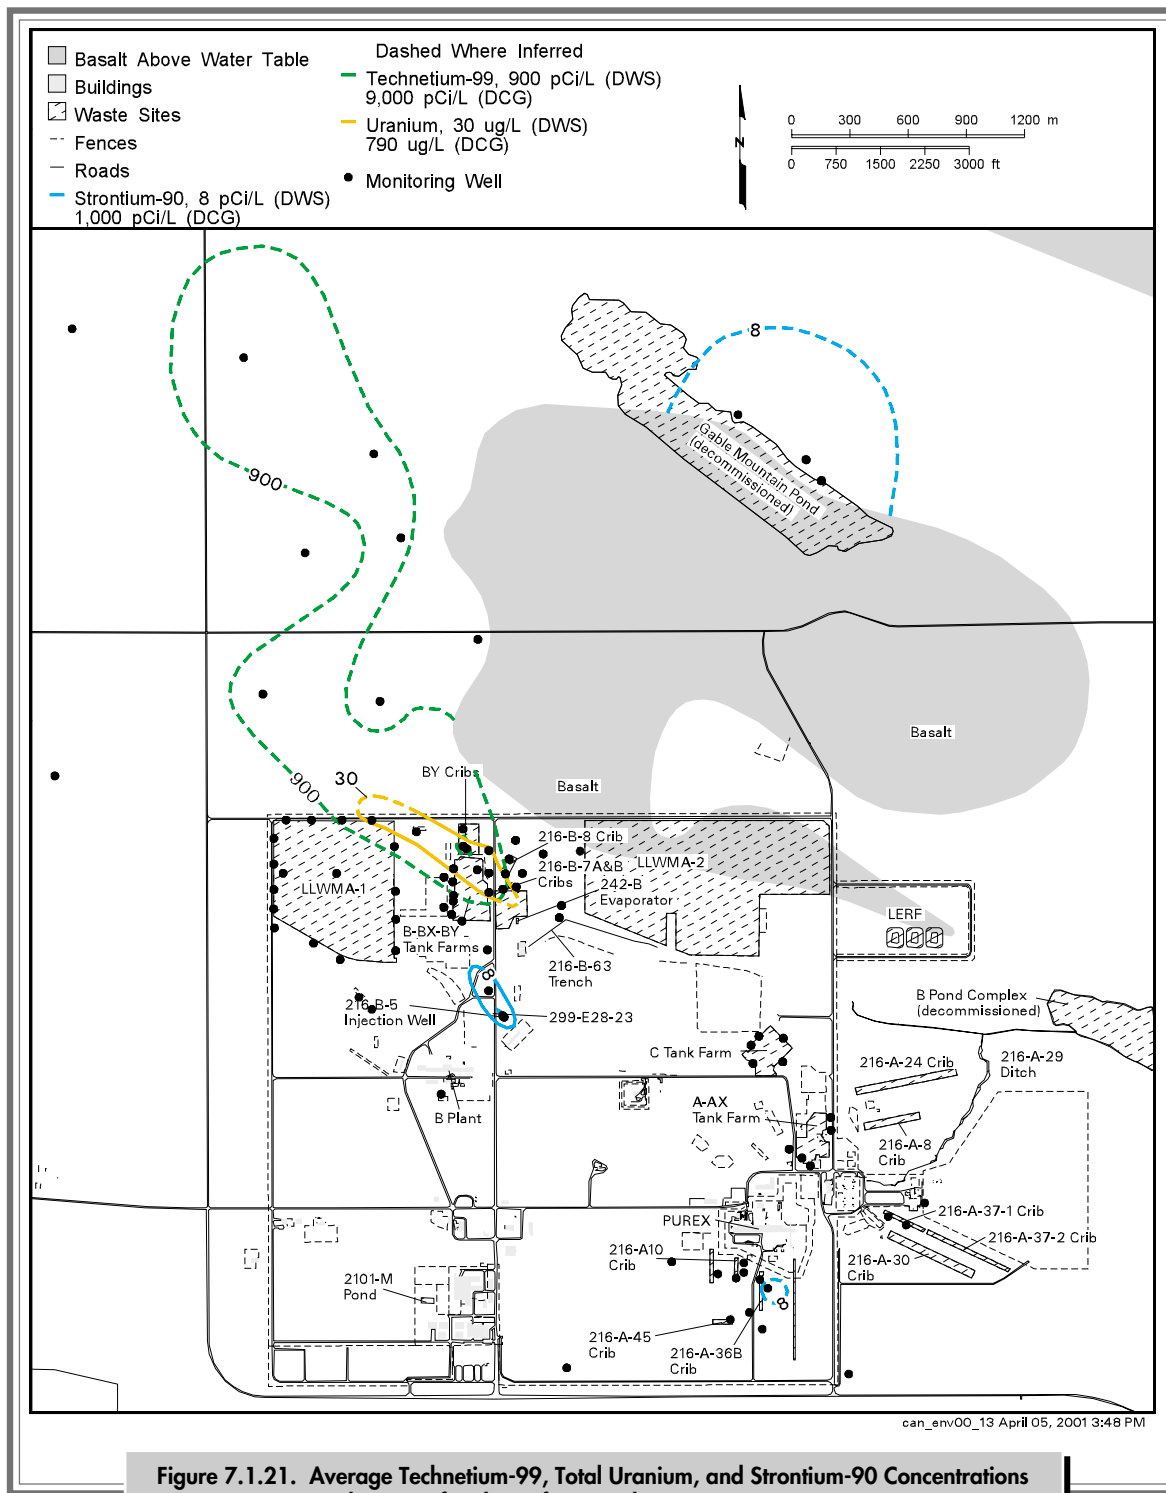 Basalt Above Water Table
Buildings
Waste Sites
Fences
Roads
Strontium-90, 8 pCi/L (DWS)
1,000 pCi/L (DCG)
Dashed Where Inferred
Technetium-99, 900 pCi/L (DWS)
9,000 pCi/L (DCG)
Uranium, 30 ug/L (DWS)
790 ug/L (DCG)
Monitoring Well
N
0 300 600 900 1200 m
0 750 1500 2250 3000 ft
8
Gable Mountain Pond
(decommissioned)
900
Basalt
BY Cribs
30
900
Basalt
216-B-8 Crib
LLWMA-2
216-B-7A&B
Cribs
242-B
Evaporator
LLWMA-1
LERF
B-BX-BY
Tank Farms
216-B-63
Trench
8
B Pond Complex
(decommissioned)
216-B-5
Injection Well
299-E28-23
C Tank Farm
216-A-24 Crib
216-A-29
Ditch
A-AX
Tank Farm
B Plant
216-A-8
Crib
216-A-37-1 Crib
PUREX
216-A-37-2 Crib
216-A10
Crib
216-A-30
Crib
2101-M
Pond
8
216-A-45
Crib
216-A-36B
Crib
can_env00_13 April 05, 2001 3:48 PM
Figure 7.1.21. Average Technetium-99, Total Uranium, and Strontium-90 Concentrations